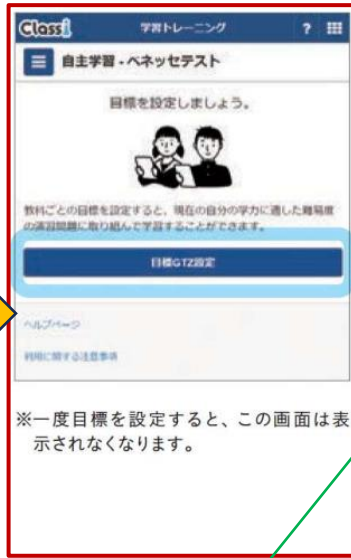 Classi 学習トレーニング ?
自主学習・ベネッセテスト
目標を設定しましょう。
教科ごとの目標を設定すると、現在の自分の学力に適した難易度
の演習問題に取り組んで学習することができます。
目標GTZ設定
ヘルプページ
利用に関する注意事項
※一度目標を設定すると、この画面は表
示されなくなります。